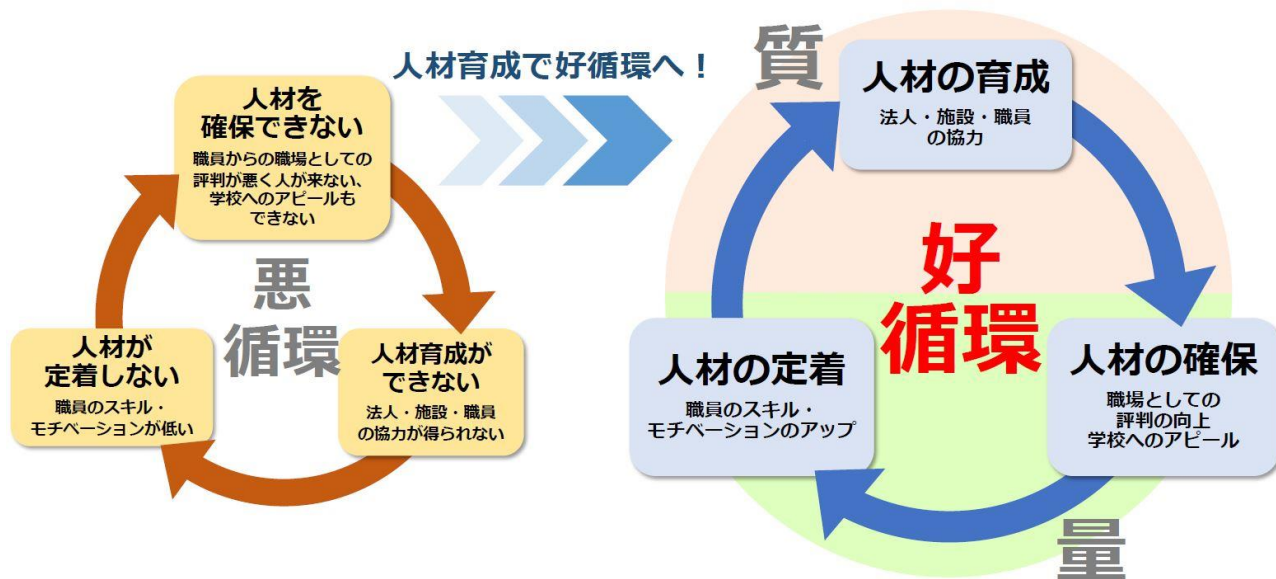 人材育成で好循環へ！
人材を
確保できない
職員からの職場としての
評判が悪く人が来ない、
学校へのアピールも
できない
悪
循環
人材が
定着しない
職員のスキル・
モチベーションが低い
人材育成が
できない
法人・施設・職員
の協力が得られない
質
人材の育成
法人・施設・職員
の協力
好
循環
人材の定着
職員のスキル・
モチベーションのアップ
人材の確保
職場としての
評判の向上
学校へのアピール
量